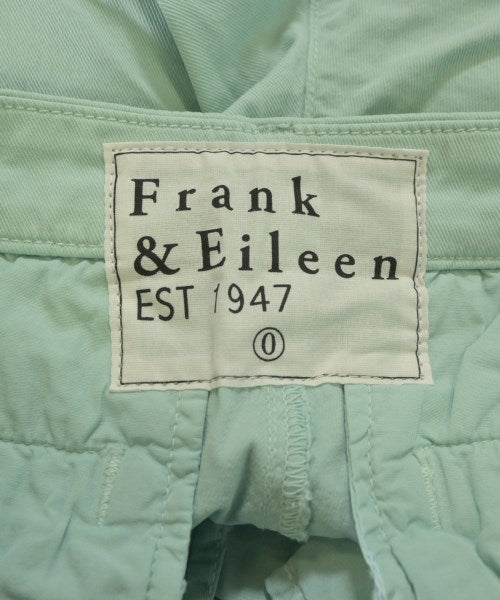 Frank
& Eileen
EST 1947
0